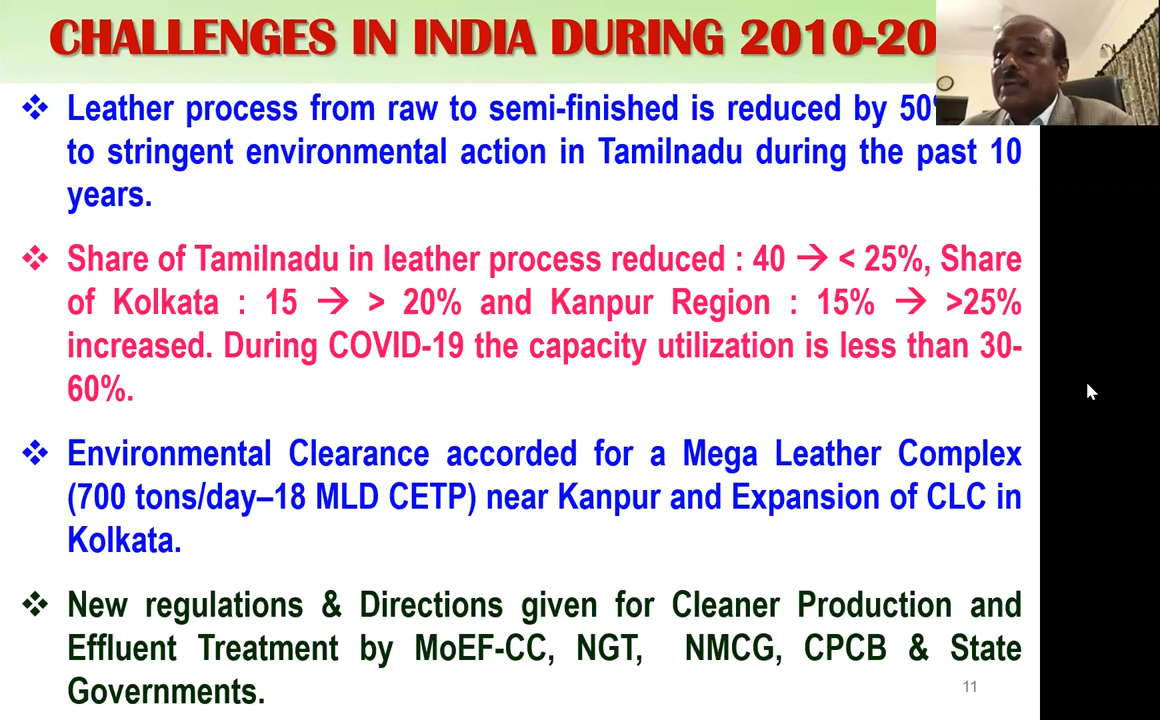 CHALLENGES IN INDIA DURING 2010-20
❖ Leather process from raw to semi-finished is reduced by
to stringent environmental action in Tamilnadu during the past 10
years.
❖ Share of Tamilnadu in leather process reduced : 40 → < 25%, Share
of Kolkata : 15 → > 20% and Kanpur Region : 15% → >25%
increased. During COVID-19 the capacity utilization is less than 30-
60%.
❖ Environmental Clearance accorded for a Mega Leather Complex
(700 tons/day–18 MLD CETP) near Kanpur and Expansion of CLC in
Kolkata.
❖ New regulations & Directions given for Cleaner Production and
Effluent Treatment by MoEF-CC, NGT, NMCG, CPCB & State
Governments.
11